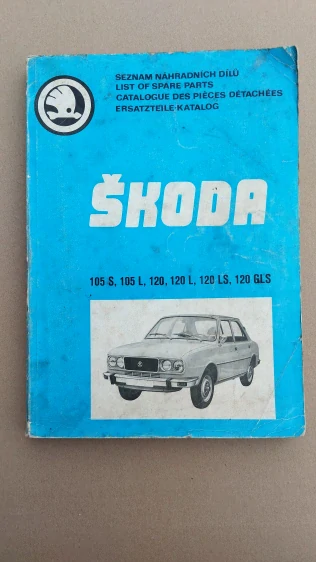 SEZNAM NÁHRADNÍCH DÍLŮ
LIST OF SPARE PARTS
CATALOGUE DES PIÈCES DÉTACHÉES
ERSATZTEILE-KATALOG
ŠKODA
105 S, 105 L, 120, 120 L, 120 LS, 120 GLS